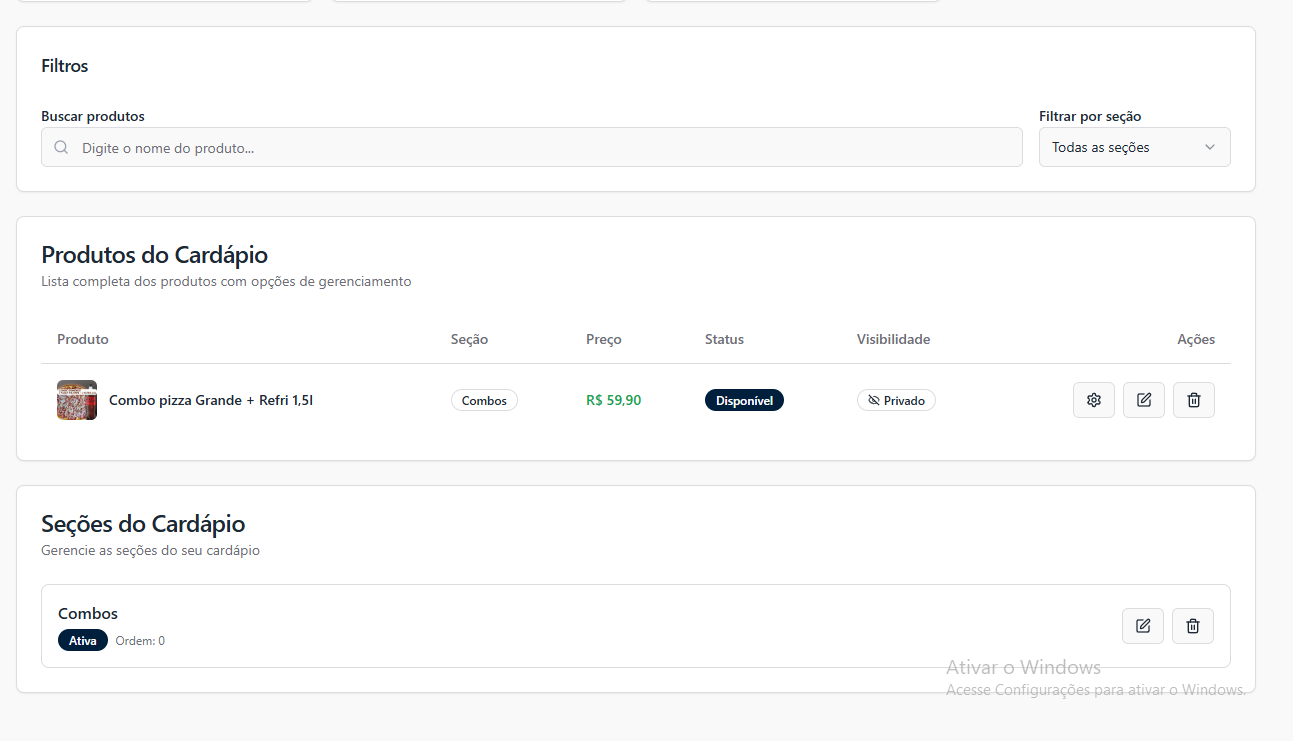 Filtros
Buscar produtos
Filtrar por seção
Digite o nome do produto...
Todas as seções
Produtos do Cardápio
Lista completa dos produtos com opções de gerenciamento
Produto Seção Preço Status Visibilidade Ações
Combo pizza Grande + Refri 1,5l Combos R$ 59,90 Disponível Privado
Seções do Cardápio
Gerencie as seções do seu cardápio
Combos
Ativa Ordem: 0
Ativar o Windows
Acesse Configurações para ativar o Windows.